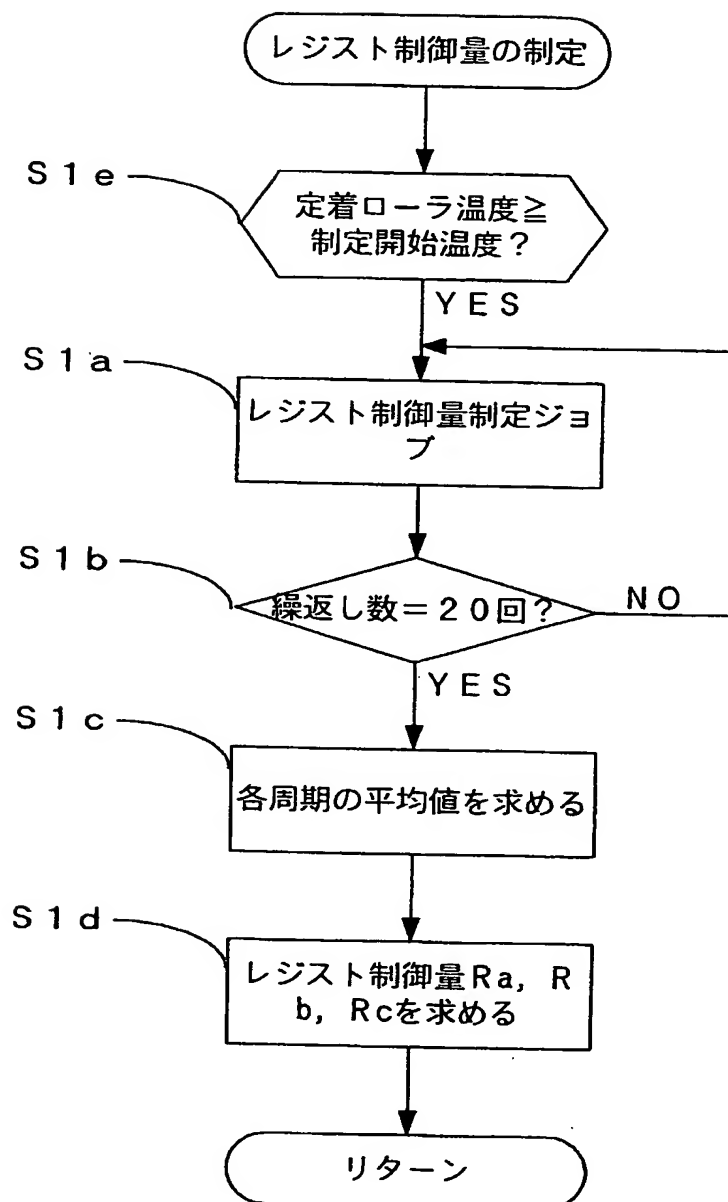 レジスト制御量の制定
S1e
定着ローラ温度≧
制定開始温度?
YES
S1a
レジスト制御量制定ジョ
ブ
S1b
繰返し数=20回?
NO
YES
S1c
各周期の平均値を求める
S1d
レジスト制御量Ra, R
b, Rcを求める
リターン